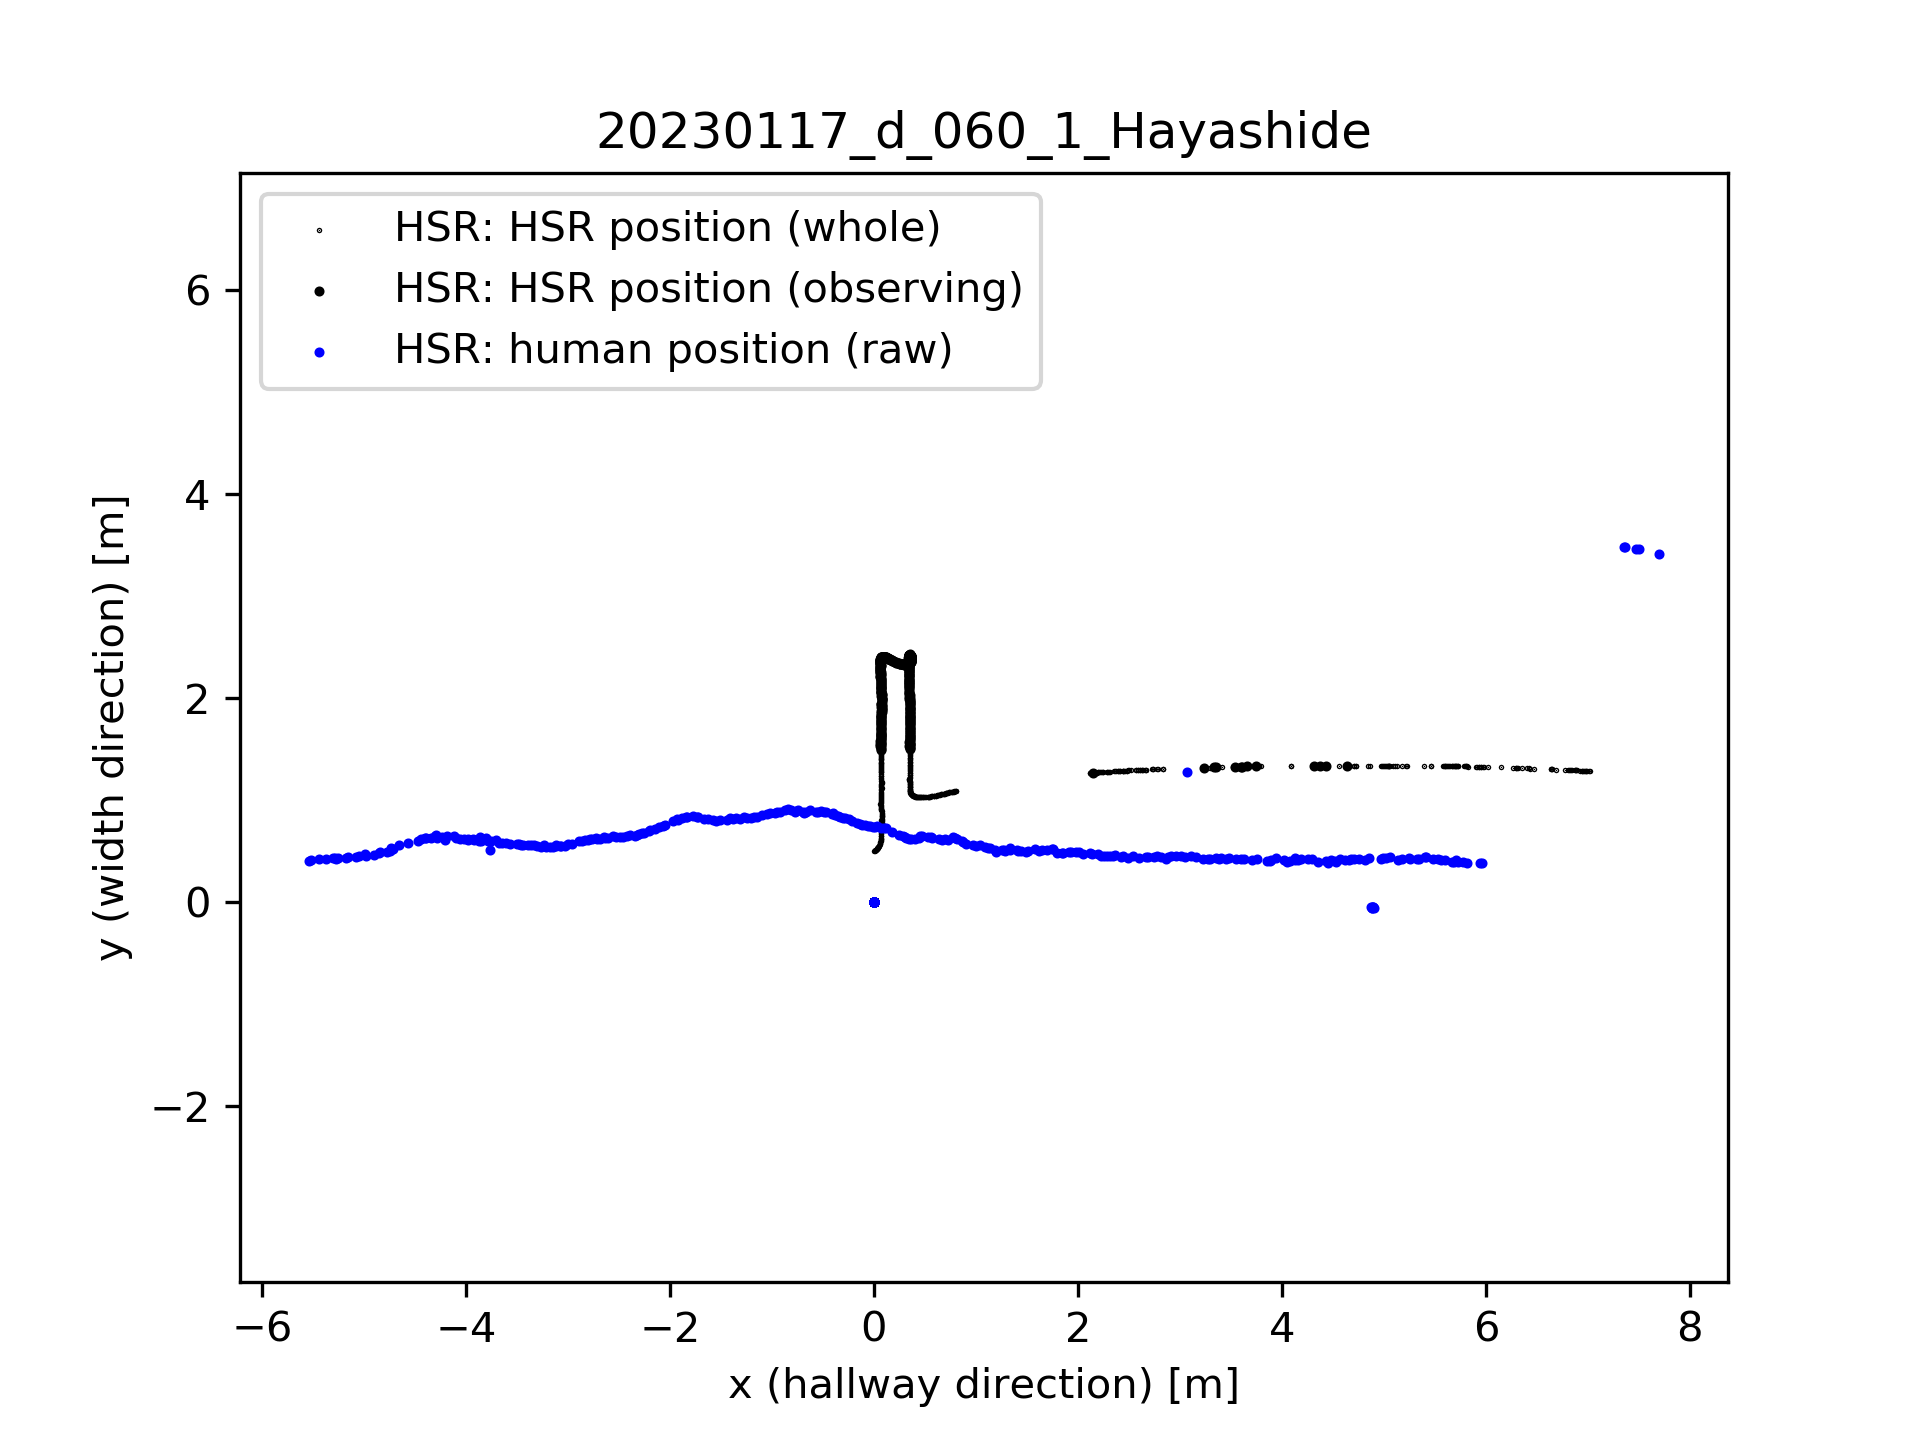 20230117_d_060_1_Hayashide
HSR: HSR position (whole)
HSR: HSR position (observing)
HSR: human position (raw)
6
4
2
0
−2
y (width direction) [m]
−6 −4 −2 0 2 4 6 8
x (hallway direction) [m]